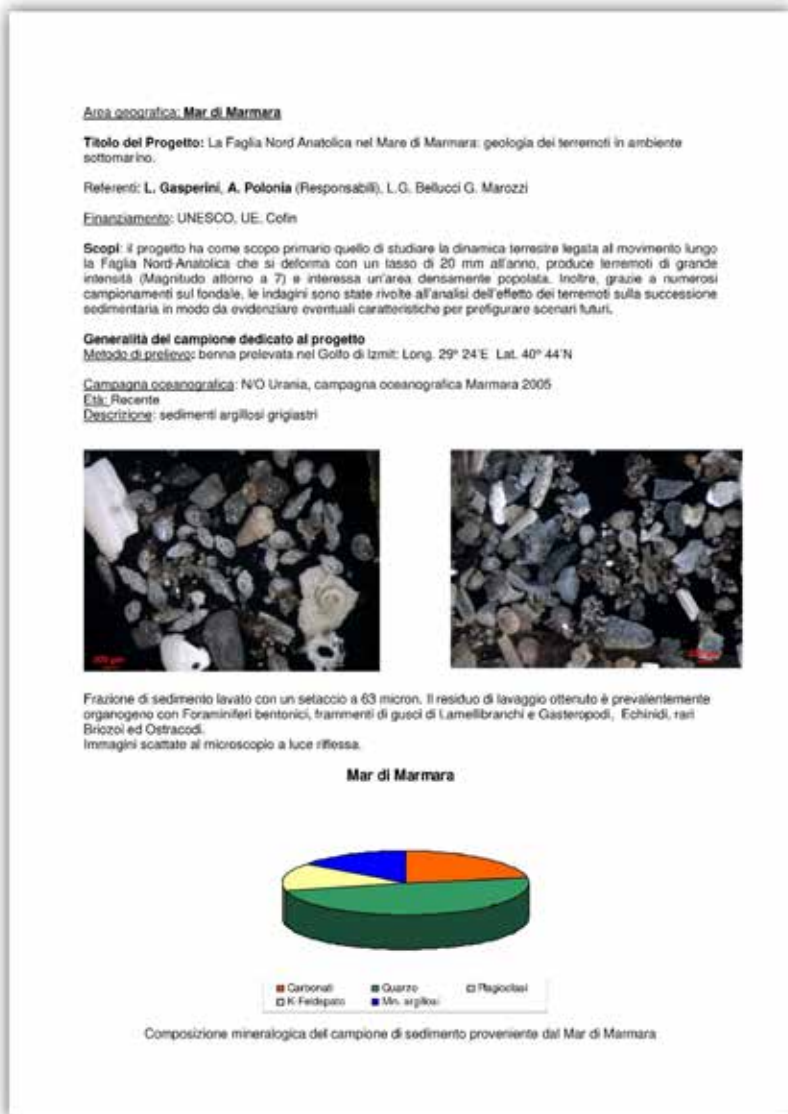 Area geografica: Mar di Marmara
Titolo del Progetto: La Faglia Nord Anatolica nel Mare di Marmara: geologia dei terremoti in ambiente
sottomarino.
Referenti: L. Gasperini, A. Polonia (Responsabili), L.G. Bellucci G. Marozzi
Finanziamento: UNESCO, UE, Cofin
Scopi: il progetto ha come scopo primario quello di studiare la dinamica terrestre legata al movimento lungo
la Faglia Nord-Anatolica che si deforma con un tasso di 20 mm all'anno, produce terremoti di grande
intensità (Magnitudo attorno a 7) e interessa un'area densamente popolata. Inoltre, grazie a numerosi
campionamenti sul fondale, le indagini sono state rivolte all'analisi dell'effetto dei terremoti sulla successione
sedimentaria in modo da evidenziare eventuali caratteristiche per prefigurare scenari futuri.
Generalità del campione dedicato al progetto
Metodo di prelievo: benna prelevata nel Golfo di Izmit: Long. 29° 24'E Lat. 40° 44'N
Campagna oceanografica: N/O Urania, campagna oceanografica Marmara 2005
Età: Recente
Descrizione: sedimenti argillosi grigiastri
Frazione di sedimento lavato con un setaccio a 63 micron. Il residuo di lavaggio ottenuto è prevalentemente
organogeno con Foraminiferi bentonici, frammenti di gusci di Lamellibranchi e Gasteropodi, Echinidi, rari
Briozoi ed Ostracodi.
Immagini scattate al microscopio a luce riflessa.
Mar di Marmara
Carbonati Quarzo Plagioclasi
K-Feldspato Min. argillosi
Composizione mineralogica del campione di sedimento proveniente dal Mar di Marmara